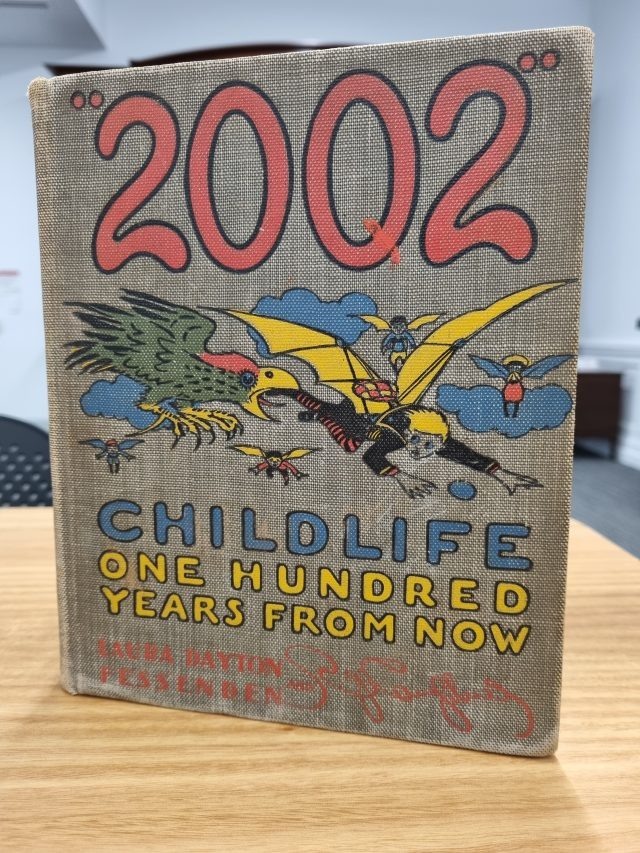 "2002"
CHILDLIFE
ONE HUNDRED
YEARS FROM NOW
LAURA DAYTON
FESSENDEN